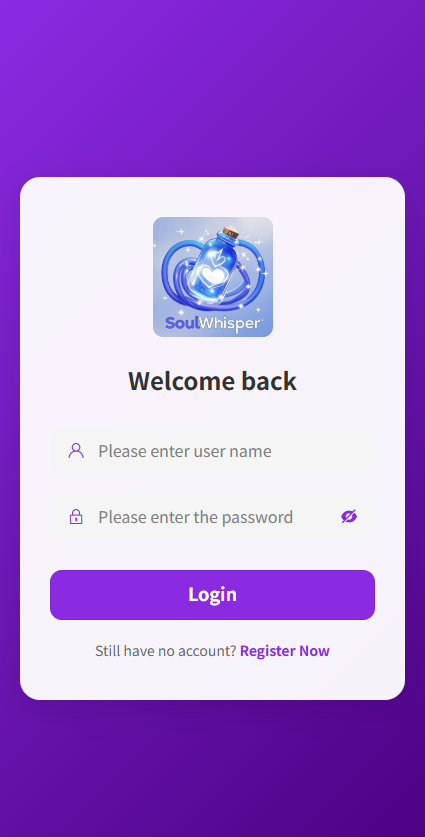 SoulWhisper
Welcome back
Please enter user name
Please enter the password
Login
Still have no account? Register Now